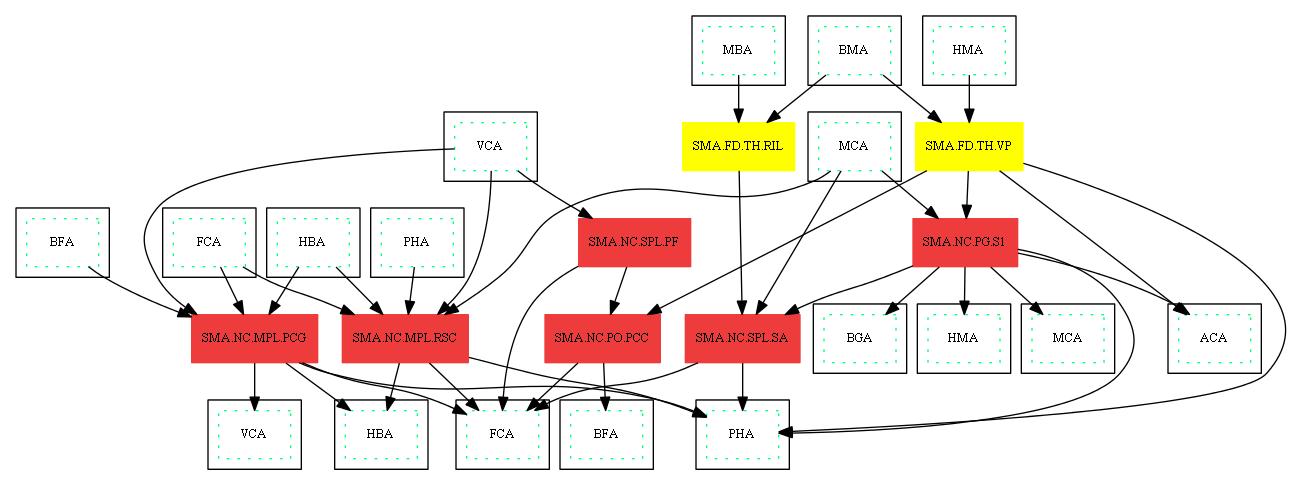 MBA
BMA
HMA
VCA
SMA.FD.TH.RIL
MCA
SMA.FD.TH.VP
BFA
FCA
HBA
PHA
SMA.NC.SPL.PF
SMA.NC.PG.S1
SMA.NC.MPL.PCG
SMA.NC.MPL.RSC
SMA.NC.PO.PCC
SMA.NC.SPL.SA
BGA
HMA
MCA
ACA
VCA
HBA
FCA
BFA
PHA